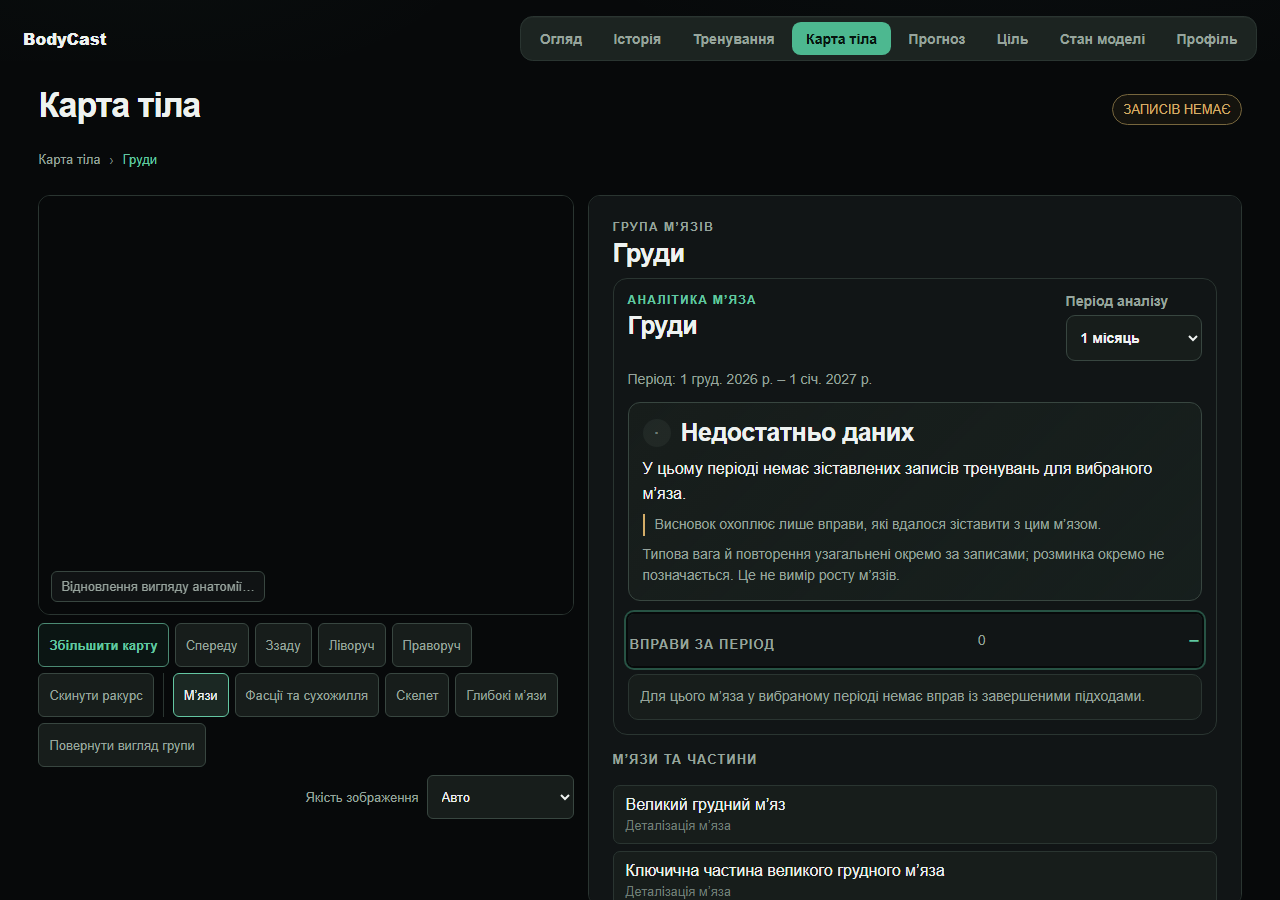 BodyCast
Огляд
Історія
Тренування
Карта тіла
Прогноз
Ціль
Стан моделі
Профіль
Карта тіла
ЗАПИСІВ НЕМАЄ
Карта тіла › Груди
Відновлення вигляду анатомії…
Збільшити карту
Спереду
Ззаду
Ліворуч
Праворуч
Скинути ракурс
М’язи
Фасції та сухожилля
Скелет
Глибокі м’язи
Повернути вигляд групи
Якість зображення
Авто
ГРУПА М’ЯЗІВ
Груди
АНАЛІТИКА М’ЯЗА
Груди
Період аналізу
1 місяць
Період: 1 груд. 2026 р. – 1 січ. 2027 р.
Недостатньо даних
У цьому періоді немає зіставлених записів тренувань для вибраного
м’яза.
Висновок охоплює лише вправи, які вдалося зіставити з цим м’язом.
Типова вага й повторення узагальнені окремо за записами; розминка окремо не
позначається. Це не вимір росту м’язів.
ВПРАВИ ЗА ПЕРІОД
0
−
Для цього м’яза у вибраному періоді немає вправ із завершеними підходами.
М’ЯЗИ ТА ЧАСТИНИ
Великий грудний м’яз
Деталізація м’яза
Ключична частина великого грудного м’яза
Деталізація м’яза